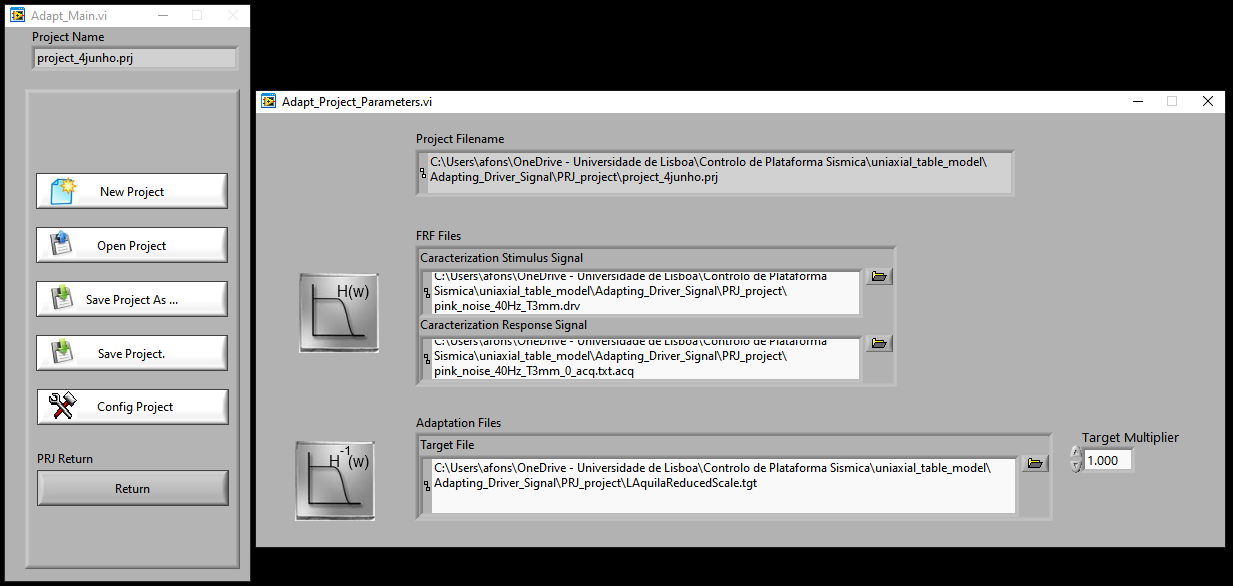 Adapt_Main.vi
Project Name
project_4junho.prj
New Project
Open Project
Save Project As ...
Save Project.
Config Project
PRJ Return
Return
Adapt_Project_Parameters.vi
Project Filename
C:\Users\afons\OneDrive - Universidade de Lisboa\Controlo de Plataforma Sismica\uniaxial_table_model\
Adapting_Driver_Signal\PRJ_project\project_4junho.prj
FRF Files
Caracterization Stimulus Signal
C:\Users\afons\OneDrive - Universidade de Lisboa\Controlo de Plataforma
Sismica\uniaxial_table_model\Adapting_Driver_Signal\PRJ_project\
pink_noise_40Hz_T3mm.drv
H(w)
Caracterization Response Signal
C:\Users\afons\OneDrive - Universidade de Lisboa\Controlo de Plataforma
Sismica\uniaxial_table_model\Adapting_Driver_Signal\PRJ_project\
pink_noise_40Hz_T3mm_0_acq.txt.acq
Adaptation Files
Target File
H-1(w)
C:\Users\afons\OneDrive - Universidade de Lisboa\Controlo de Plataforma Sismica\uniaxial_table_model\
Adapting_Driver_Signal\PRJ_project\LAquilaReducedScale.tgt
Target Multiplier
1.000